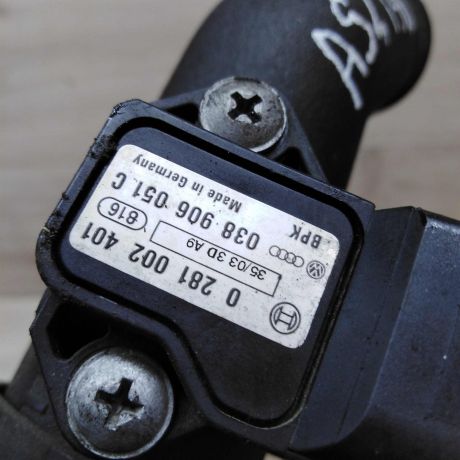 0 281 002 401
35/03 3D A9
816
038 906 051 C
BPK
Made in Germany